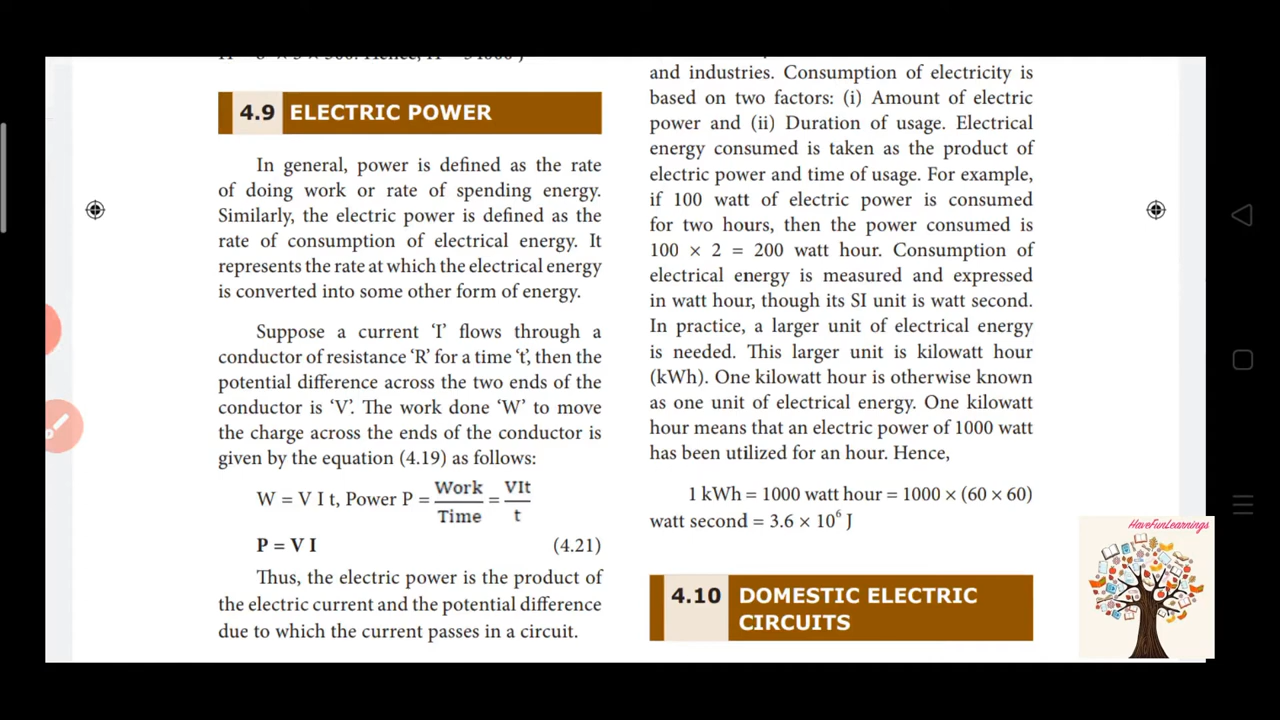 4.9 ELECTRIC POWER
In general, power is defined as the rate
of doing work or rate of spending energy.
Similarly, the electric power is defined as the
rate of consumption of electrical energy. It
represents the rate at which the electrical energy
is converted into some other form of energy.
Suppose a current ‘I’ flows through a
conductor of resistance ‘R’ for a time ‘t’, then the
potential difference across the two ends of the
conductor is ‘V’. The work done ‘W’ to move
the charge across the ends of the conductor is
given by the equation (4.19) as follows:
W = V I t, Power P = Work/Time = VIt/t
P = V I (4.21)
Thus, the electric power is the product of
the electric current and the potential difference
due to which the current passes in a circuit.
and industries. Consumption of electricity is
based on two factors: (i) Amount of electric
power and (ii) Duration of usage. Electrical
energy consumed is taken as the product of
electric power and time of usage. For example,
if 100 watt of electric power is consumed
for two hours, then the power consumed is
100 × 2 = 200 watt hour. Consumption of
electrical energy is measured and expressed
in watt hour, though its SI unit is watt second.
In practice, a larger unit of electrical energy
is needed. This larger unit is kilowatt hour
(kWh). One kilowatt hour is otherwise known
as one unit of electrical energy. One kilowatt
hour means that an electric power of 1000 watt
has been utilized for an hour. Hence,
1 kWh = 1000 watt hour = 1000 × (60 × 60)
watt second = 3.6 × 10⁶ J
4.10 DOMESTIC ELECTRIC
CIRCUITS
HaveFunLearnings